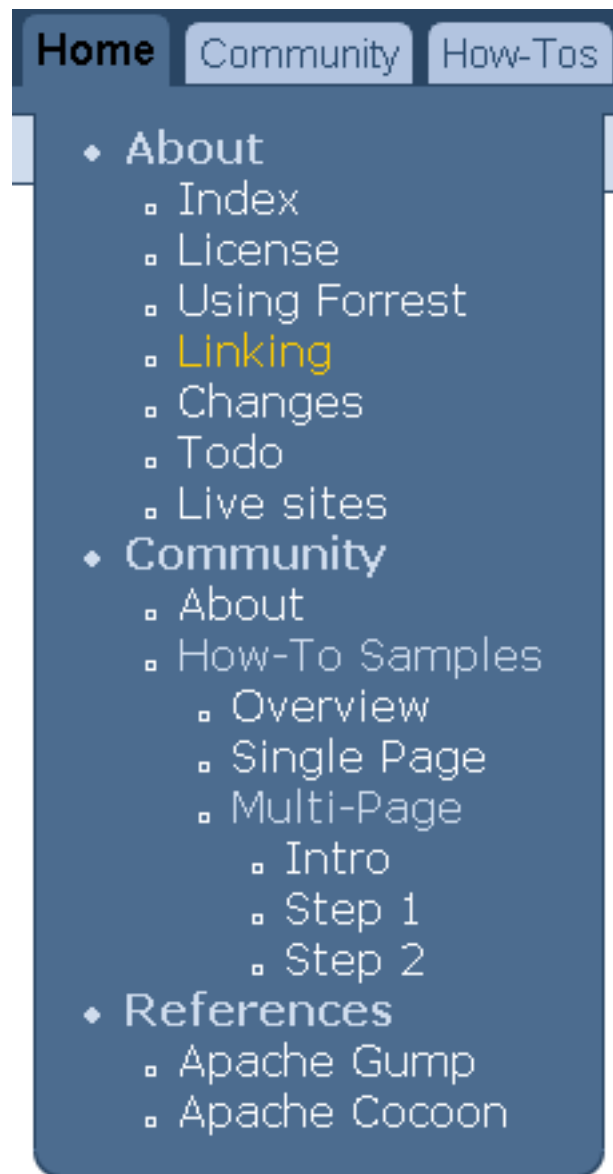 Home Community How-Tos
About
Index
License
Using Forrest
Linking
Changes
Todo
Live sites
Community
About
How-To Samples
Overview
Single Page
Multi-Page
Intro
Step 1
Step 2
References
Apache Gump
Apache Cocoon